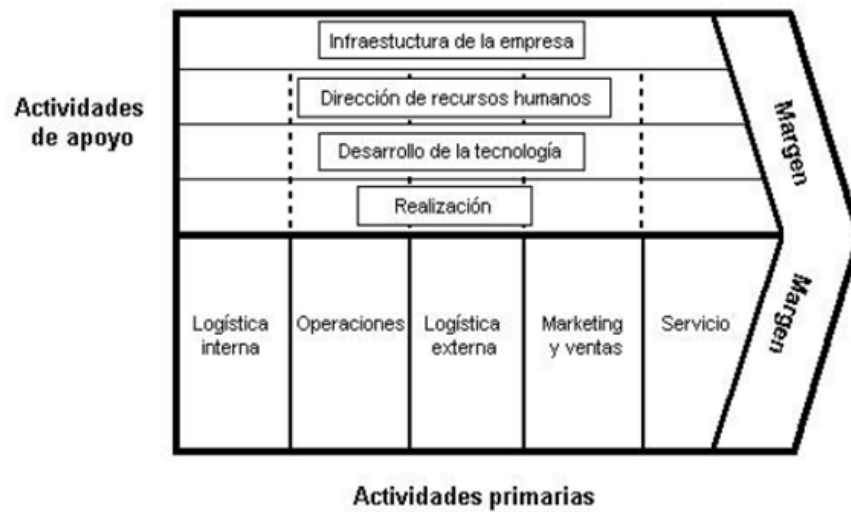 Infraestuctura de la empresa
Dirección de recursos humanos
Desarrollo de la tecnología
Realización
Actividades
de apoyo
Margen
Margen
Logística
interna
Operaciones
Logística
externa
Marketing
y ventas
Servicio
Actividades primarias